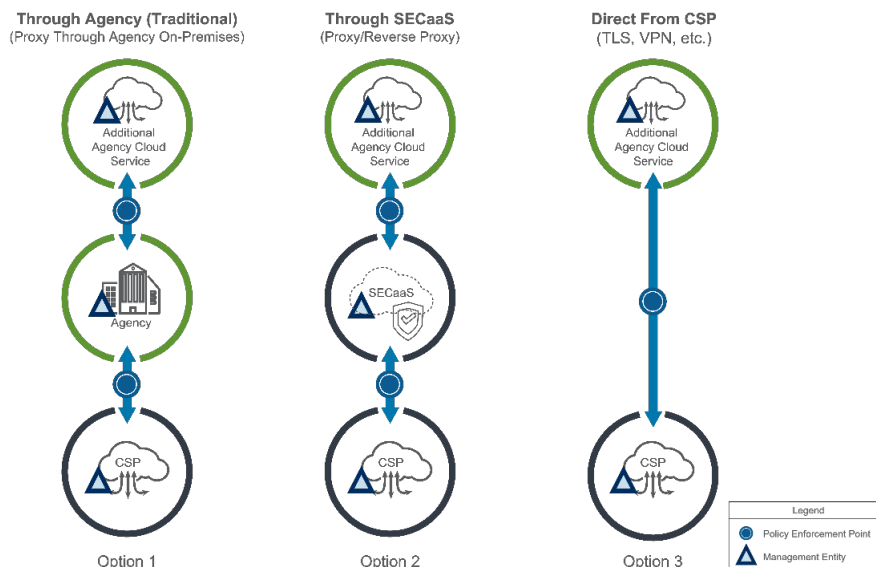 Through Agency (Traditional)
(Proxy Through Agency On-Premises)
Through SECaaS
(Proxy/Reverse Proxy)
Direct From CSP
(TLS, VPN, etc.)
Additional
Agency Cloud
Service
Additional
Agency Cloud
Service
Additional
Agency Cloud
Service
Agency
SECaaS
CSP
CSP
CSP
Option 1
Option 2
Option 3
Legend
Policy Enforcement Point
Management Entity